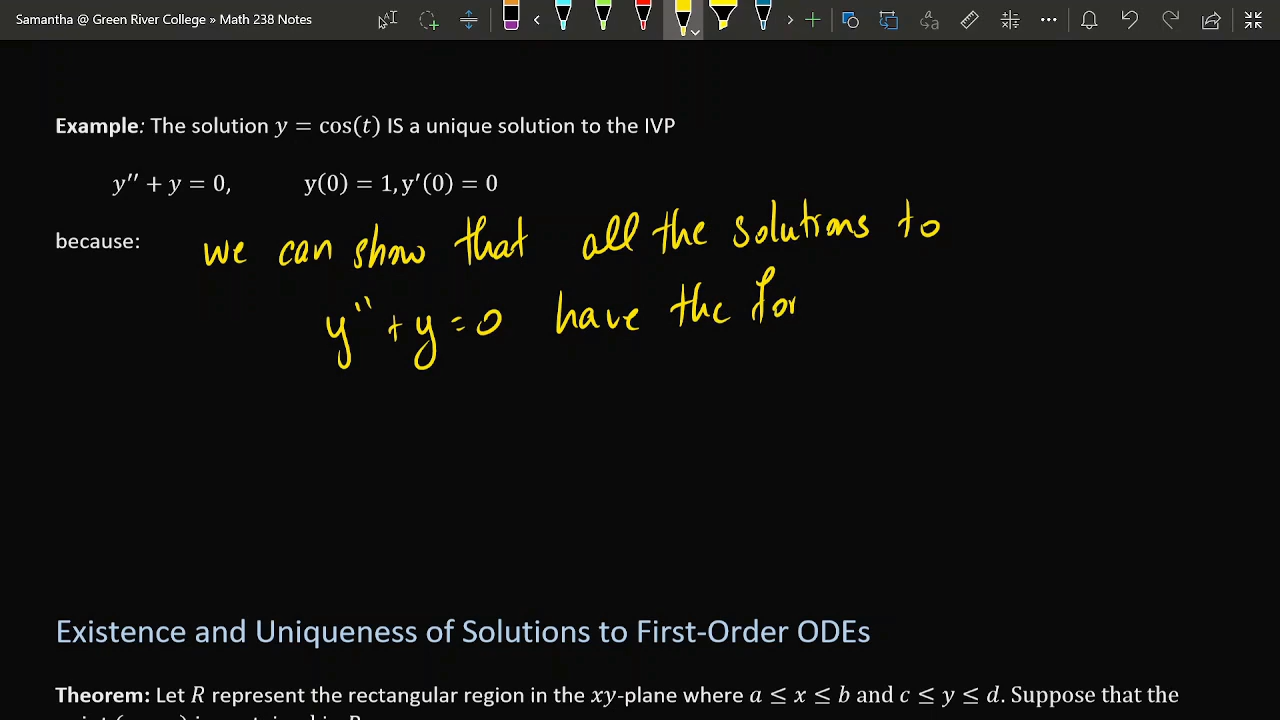 Samantha @ Green River College » Math 238 Notes
Example: The solution y = cos(t) IS a unique solution to the IVP
y′′ + y = 0, y(0) = 1, y′(0) = 0
because: we can show that all the solutions to
y'' + y = 0 have the for
Existence and Uniqueness of Solutions to First-Order ODEs
Theorem: Let R represent the rectangular region in the xy-plane where a ≤ x ≤ b and c ≤ y ≤ d. Suppose that the